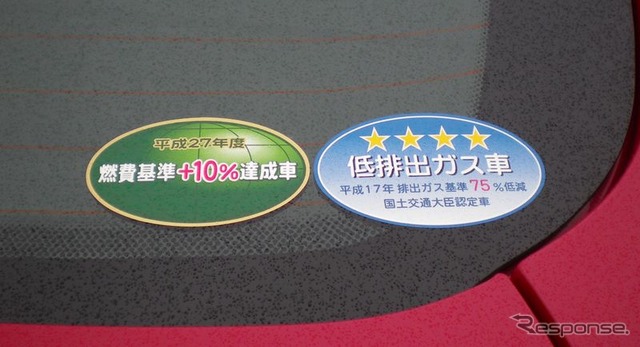 平成27年度
燃費基準+10%達成車
★★★★
低排出ガス車
平成17年 排出ガス基準 75%低減
国土交通大臣認定車
Response.